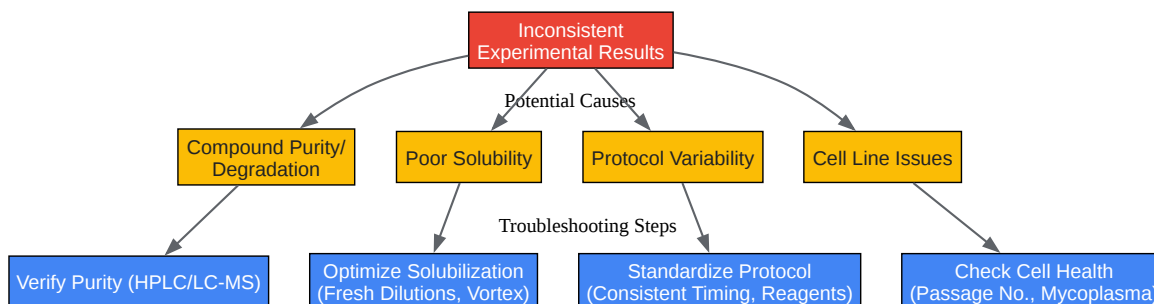 Inconsistent
Experimental Results
Potential Causes
Compound Purity/
Degradation
Poor Solubility
Protocol Variability
Cell Line Issues
Troubleshooting Steps
Verify Purity (HPLC/LC-MS)
Optimize Solubilization
(Fresh Dilutions, Vortex)
Standardize Protocol
(Consistent Timing, Reagents)
Check Cell Health
(Passage No., Mycoplasma)